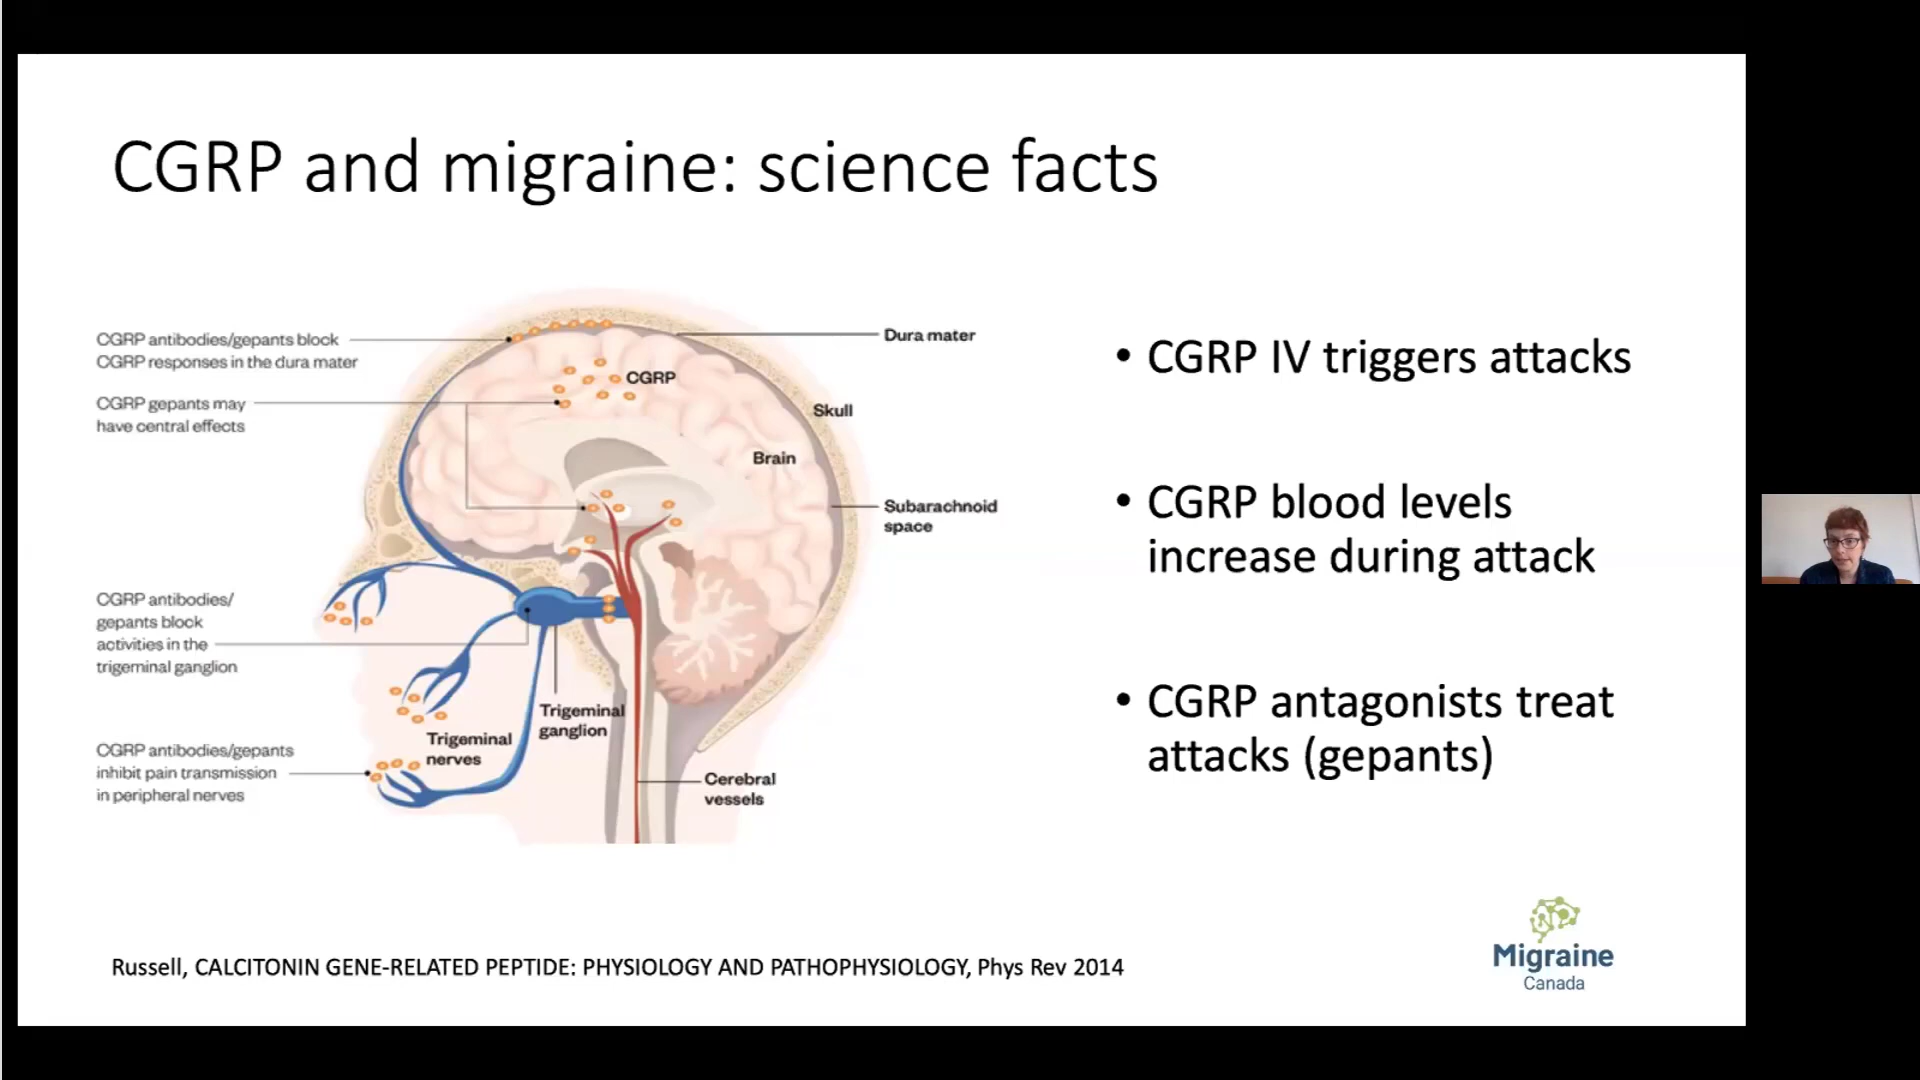 CGRP and migraine: science facts
CGRP antibodies/gepants block
CGRP responses in the dura mater
CGRP gepants may
have central effects
CGRP antibodies/
gepants block
activities in the
trigeminal ganglion
CGRP antibodies/gepants
inhibit pain transmission
in peripheral nerves
Dura mater
CGRP
Skull
Brain
Subarachnoid
space
Trigeminal
ganglion
Trigeminal
nerves
Cerebral
vessels
• CGRP IV triggers attacks
• CGRP blood levels
increase during attack
• CGRP antagonists treat
attacks (gepants)
Russell, CALCITONIN GENE-RELATED PEPTIDE: PHYSIOLOGY AND PATHOPHYSIOLOGY, Phys Rev 2014
Migraine
Canada